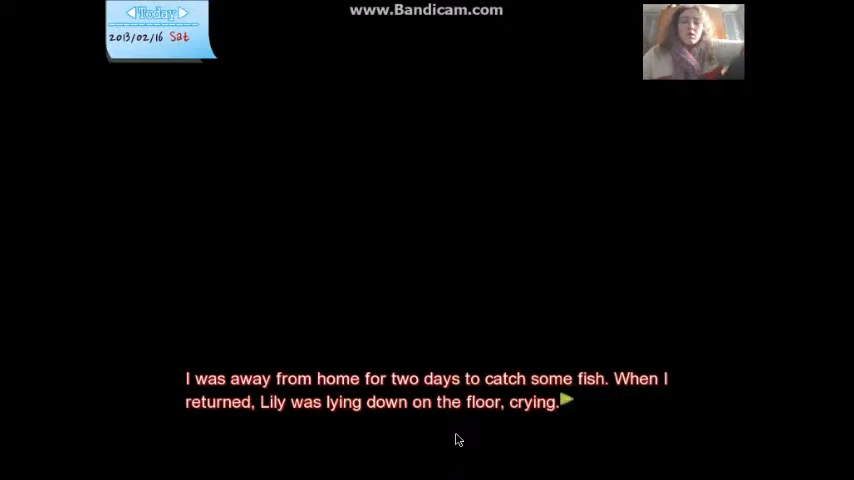 www.Bandicam.com
Today
2013/02/16 Sat
I was away from home for two days to catch some fish. When I
returned, Lily was lying down on the floor, crying.